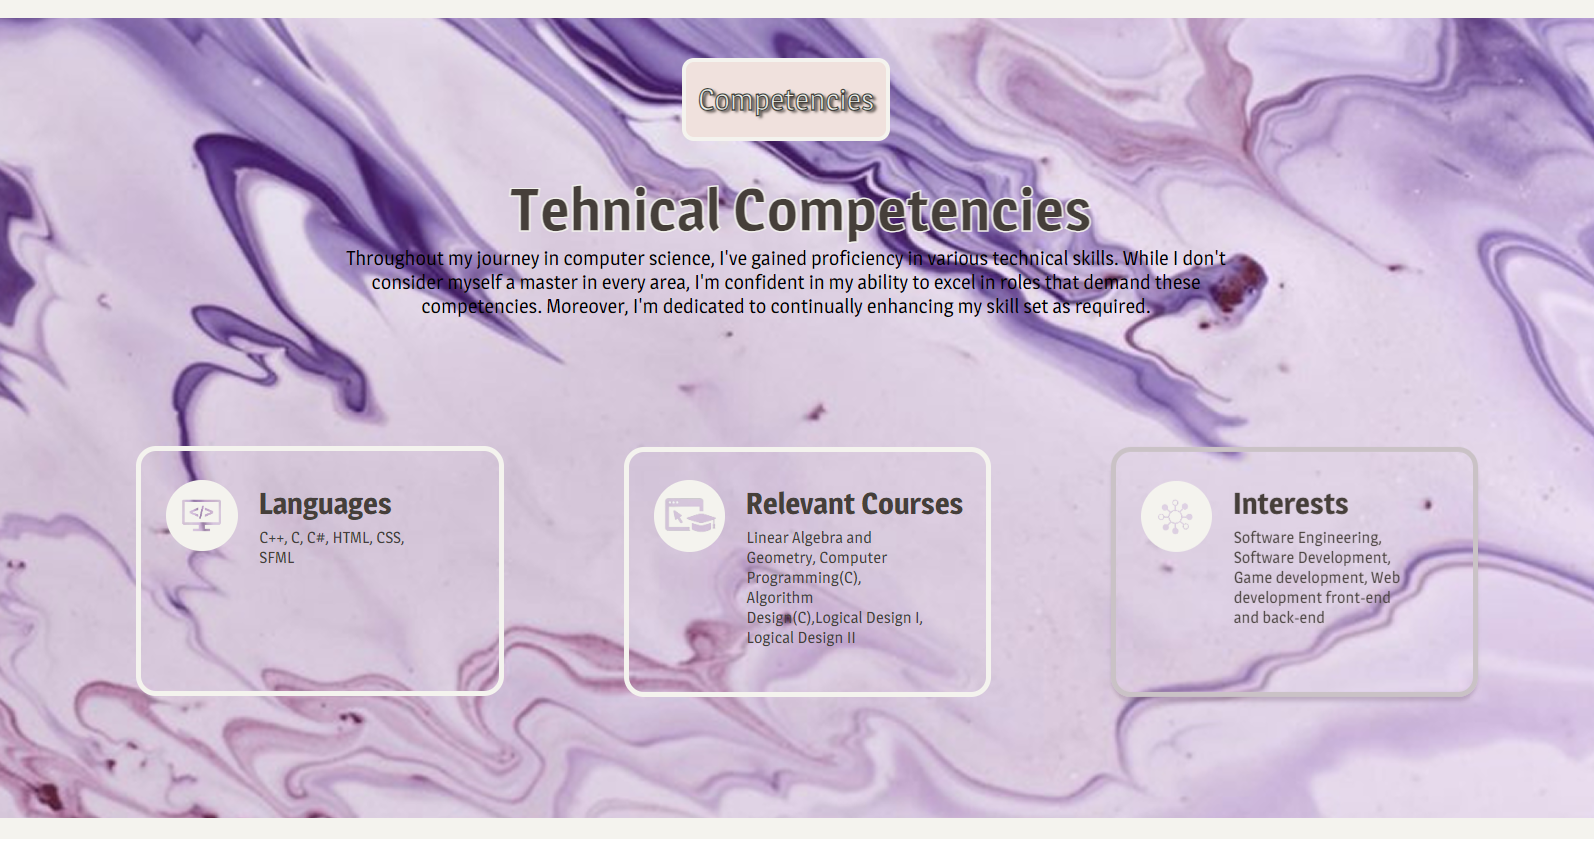 Competencies
Tehnical Competencies
Throughout my journey in computer science, I've gained proficiency in various technical skills. While I don't
consider myself a master in every area, I'm confident in my ability to excel in roles that demand these
competencies. Moreover, I'm dedicated to continually enhancing my skill set as required.
Languages
C++, C, C#, HTML, CSS,
SFML
Relevant Courses
Linear Algebra and
Geometry, Computer
Programming(C),
Algorithm
Design(C),Logical Design I,
Logical Design II
Interests
Software Engineering,
Software Development,
Game development, Web
development front-end
and back-end